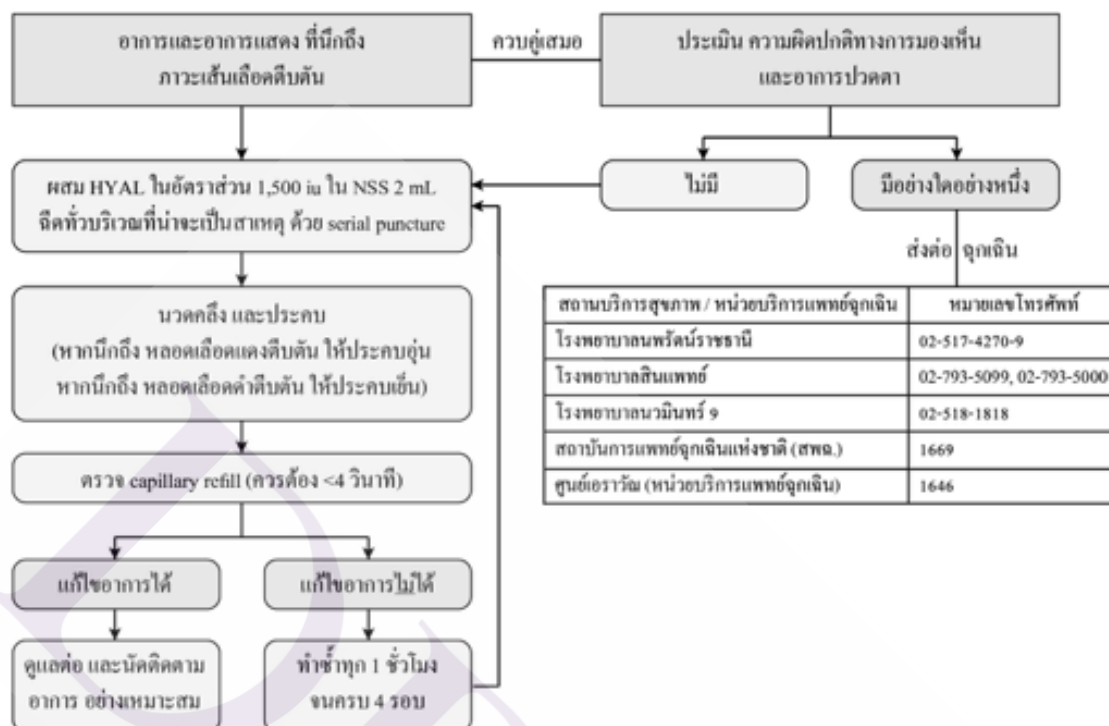 อาการและอาการแสดง ที่นึกถึง
ภาวะเส้นเลือดตีบตัน
ควบคู่เสมอ
ประเมิน ความผิดปกติทางการมองเห็น
และอาการปวดตา
ผสม HYAL ในอัตราส่วน 1,500 iu ใน NSS 2 mL
ฉีดทั่วบริเวณที่น่าจะเป็นสาเหตุ ด้วย serial puncture
ไม่มี
มีอย่างใดอย่างหนึ่ง
ส่งต่อ ฉุกเฉิน
นวดคลึง และประคบ
(หากนึกถึง หลอดเลือดแดงตีบตัน ให้ประคบอุ่น
หากนึกถึง หลอดเลือดดำตีบตัน ให้ประคบเย็น)
สถานบริการสุขภาพ / หน่วยบริการแพทย์ฉุกเฉิน หมายเลขโทรศัพท์
โรงพยาบาลนพรัตน์ราชธานี 02-517-4270-9
โรงพยาบาลสินแพทย์ 02-793-5099, 02-793-5000
โรงพยาบาลนวมินทร์ 9 02-518-1818
สถาบันการแพทย์ฉุกเฉินแห่งชาติ (สพฉ.) 1669
ศูนย์เอราวัณ (หน่วยบริการแพทย์ฉุกเฉิน) 1646
ตรวจ capillary refill (ควรต้อง <4 วินาที)
แก้ไขอาการได้
แก้ไขอาการไม่ได้
ดูแลต่อ และนัดติดตาม
อาการ อย่างเหมาะสม
ทำซ้ำทุก 1 ชั่วโมง
จนครบ 4 รอบ